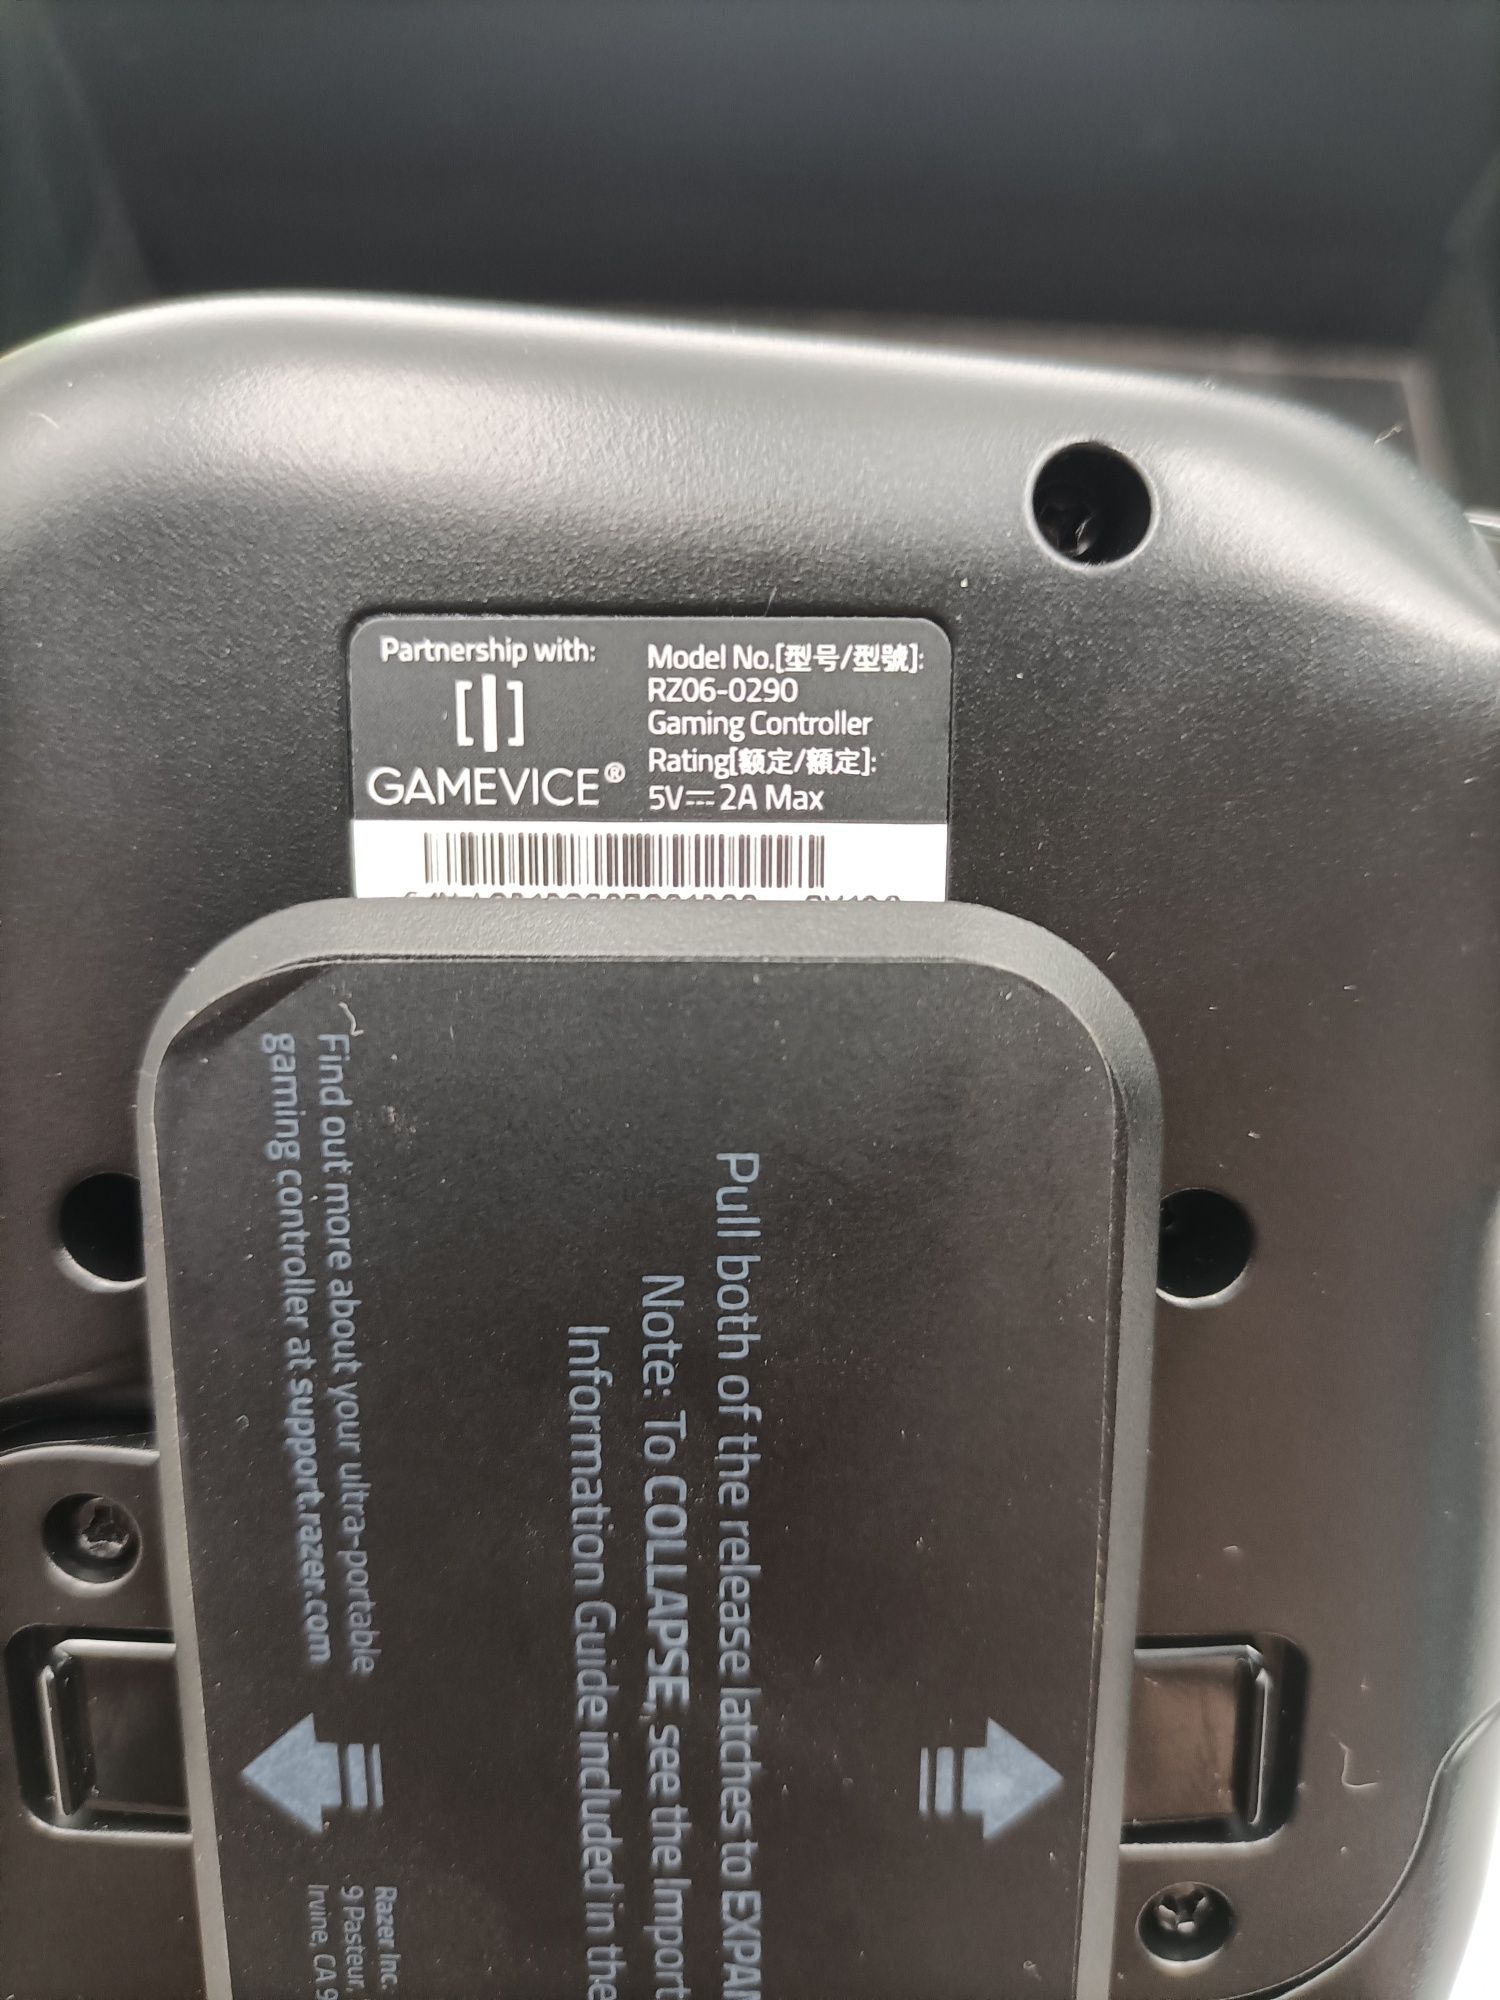 Partnership with:
GAMEVICE®
Model No.[型号/型號]:
RZ06-0290
Gaming Controller
Rating[额定/額定]:
5V⎓2A Max
Pull both of the release latches to EXPAN
Note: To COLLAPSE, see the Import
Information Guide included in the
Find out more about your ultra-portable
gaming controller at support.razer.com
Razer Inc.
9 Pasteur,
Irvine, CA 9